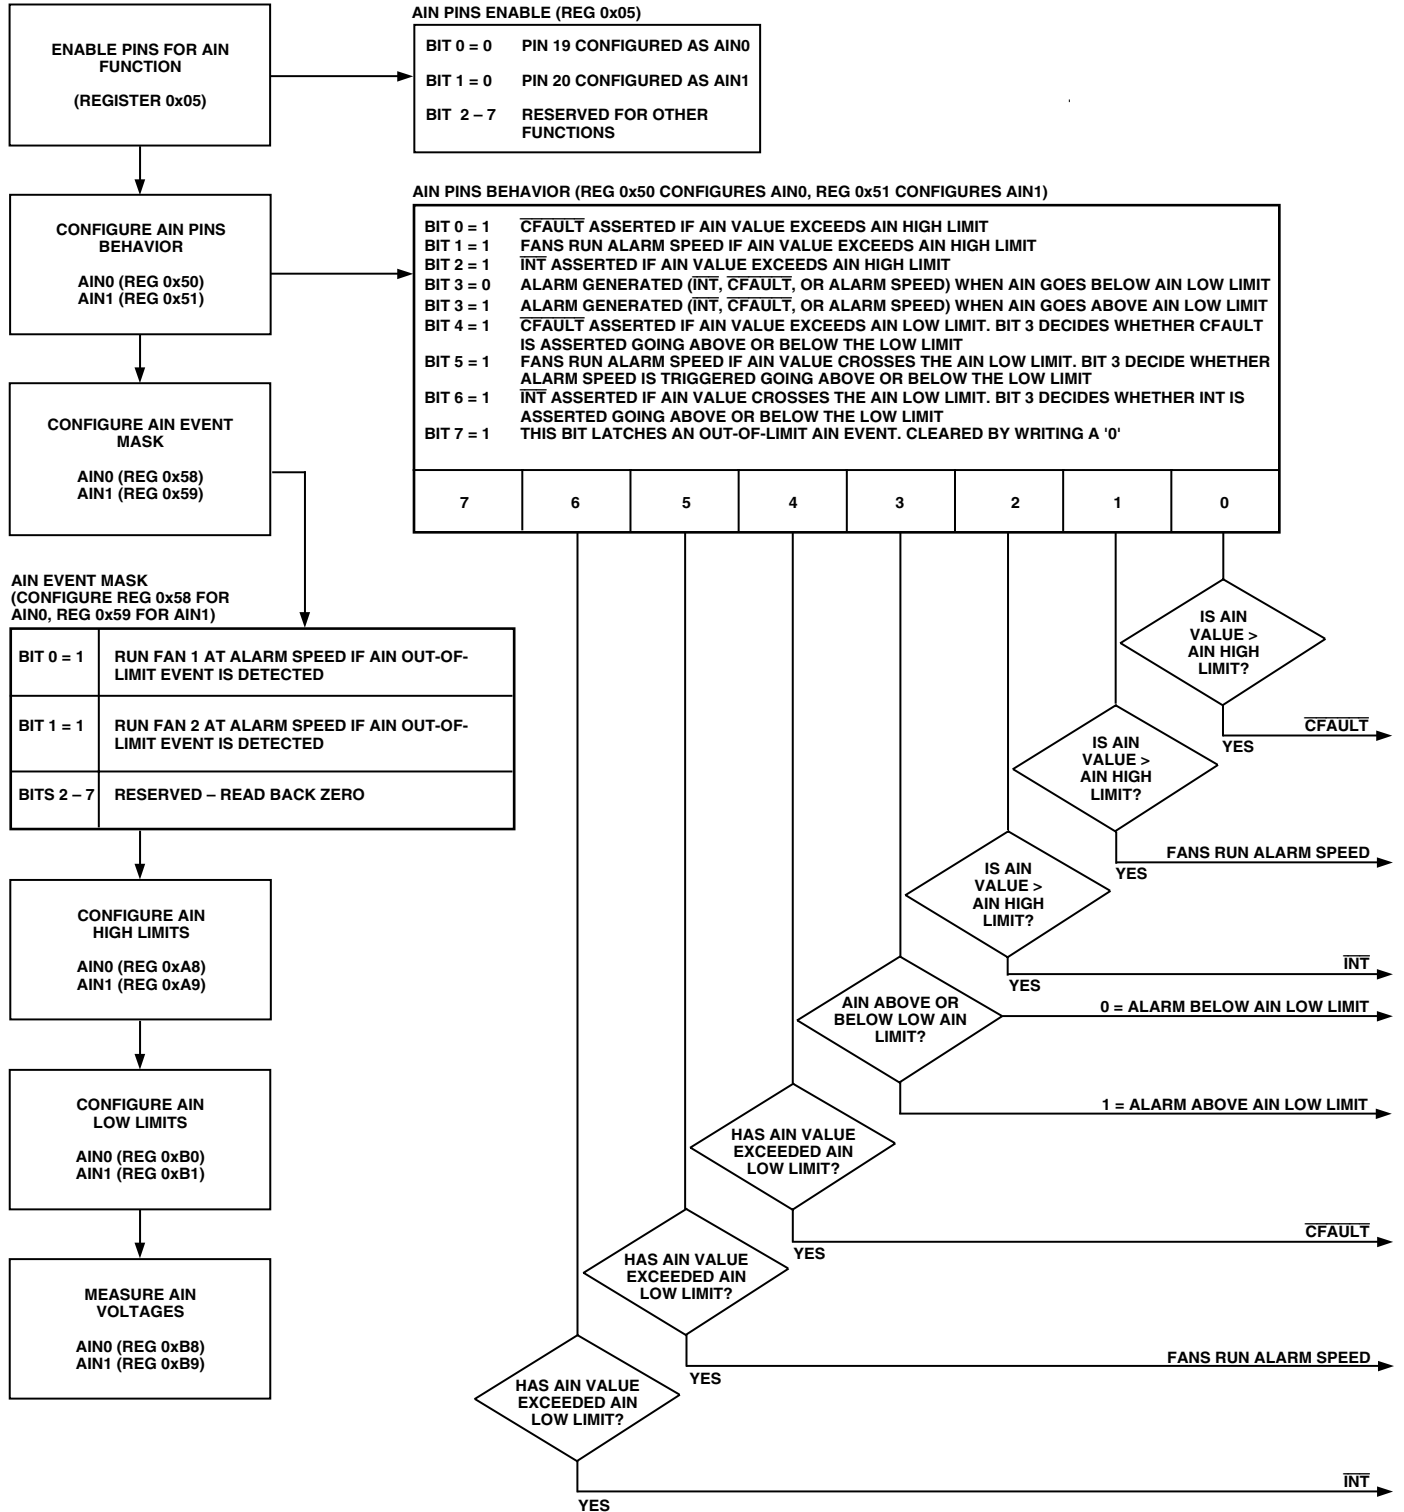 ENABLE PINS FOR AIN
FUNCTION
(REGISTER 0x05)
AIN PINS ENABLE (REG 0x05)
BIT 0 = 0 PIN 19 CONFIGURED AS AIN0
BIT 1 = 0 PIN 20 CONFIGURED AS AIN1
BIT 2 – 7 RESERVED FOR OTHER
FUNCTIONS
CONFIGURE AIN PINS
BEHAVIOR
AIN0 (REG 0x50)
AIN1 (REG 0x51)
AIN PINS BEHAVIOR (REG 0x50 CONFIGURES AIN0, REG 0x51 CONFIGURES AIN1)
BIT 0 = 1 CFAULT ASSERTED IF AIN VALUE EXCEEDS AIN HIGH LIMIT
BIT 1 = 1 FANS RUN ALARM SPEED IF AIN VALUE EXCEEDS AIN HIGH LIMIT
BIT 2 = 1 INT ASSERTED IF AIN VALUE EXCEEDS AIN HIGH LIMIT
BIT 3 = 0 ALARM GENERATED (INT, CFAULT, OR ALARM SPEED) WHEN AIN GOES BELOW AIN LOW LIMIT
BIT 3 = 1 ALARM GENERATED (INT, CFAULT, OR ALARM SPEED) WHEN AIN GOES ABOVE AIN LOW LIMIT
BIT 4 = 1 CFAULT ASSERTED IF AIN VALUE EXCEEDS AIN LOW LIMIT. BIT 3 DECIDES WHETHER CFAULT
IS ASSERTED GOING ABOVE OR BELOW THE LOW LIMIT
BIT 5 = 1 FANS RUN ALARM SPEED IF AIN VALUE CROSSES THE AIN LOW LIMIT. BIT 3 DECIDE WHETHER
ALARM SPEED IS TRIGGERED GOING ABOVE OR BELOW THE LOW LIMIT
BIT 6 = 1 INT ASSERTED IF AIN VALUE CROSSES THE AIN LOW LIMIT. BIT 3 DECIDES WHETHER INT IS
ASSERTED GOING ABOVE OR BELOW THE LOW LIMIT
BIT 7 = 1 THIS BIT LATCHES AN OUT-OF-LIMIT AIN EVENT. CLEARED BY WRITING A '0'
7 6 5 4 3 2 1 0
CONFIGURE AIN EVENT
MASK
AIN0 (REG 0x58)
AIN1 (REG 0x59)
AIN EVENT MASK
(CONFIGURE REG 0x58 FOR
AIN0, REG 0x59 FOR AIN1)
BIT 0 = 1 RUN FAN 1 AT ALARM SPEED IF AIN OUT-OF-
LIMIT EVENT IS DETECTED
BIT 1 = 1 RUN FAN 2 AT ALARM SPEED IF AIN OUT-OF-
LIMIT EVENT IS DETECTED
BITS 2 – 7 RESERVED – READ BACK ZERO
CONFIGURE AIN
HIGH LIMITS
AIN0 (REG 0xA8)
AIN1 (REG 0xA9)
CONFIGURE AIN
LOW LIMITS
AIN0 (REG 0xB0)
AIN1 (REG 0xB1)
MEASURE AIN
VOLTAGES
AIN0 (REG 0xB8)
AIN1 (REG 0xB9)
IS AIN
VALUE >
AIN HIGH
LIMIT?
YES
CFAULT
IS AIN
VALUE >
AIN HIGH
LIMIT?
YES
FANS RUN ALARM SPEED
IS AIN
VALUE >
AIN HIGH
LIMIT?
YES
INT
AIN ABOVE OR
BELOW LOW AIN
LIMIT?
0 = ALARM BELOW AIN LOW LIMIT
1 = ALARM ABOVE AIN LOW LIMIT
HAS AIN VALUE
EXCEEDED AIN
LOW LIMIT?
YES
CFAULT
HAS AIN VALUE
EXCEEDED AIN
LOW LIMIT?
YES
FANS RUN ALARM SPEED
HAS AIN VALUE
EXCEEDED AIN
LOW LIMIT?
YES
INT